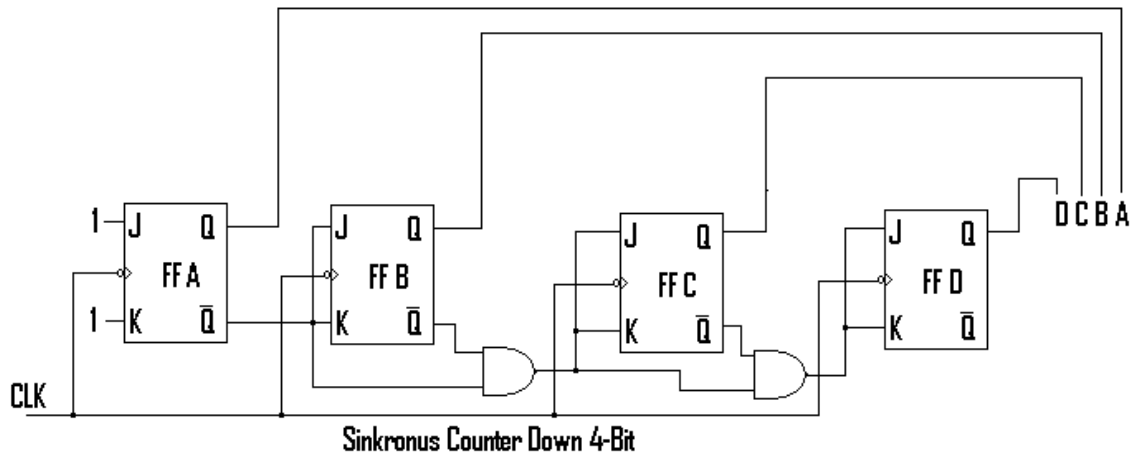 D C B A
1 J Q J Q J Q J Q
FF A FF B FF C FF D
1 K Q̅ K Q̅ K Q̅ K Q̅
CLK
Sinkronus Counter Down 4-Bit